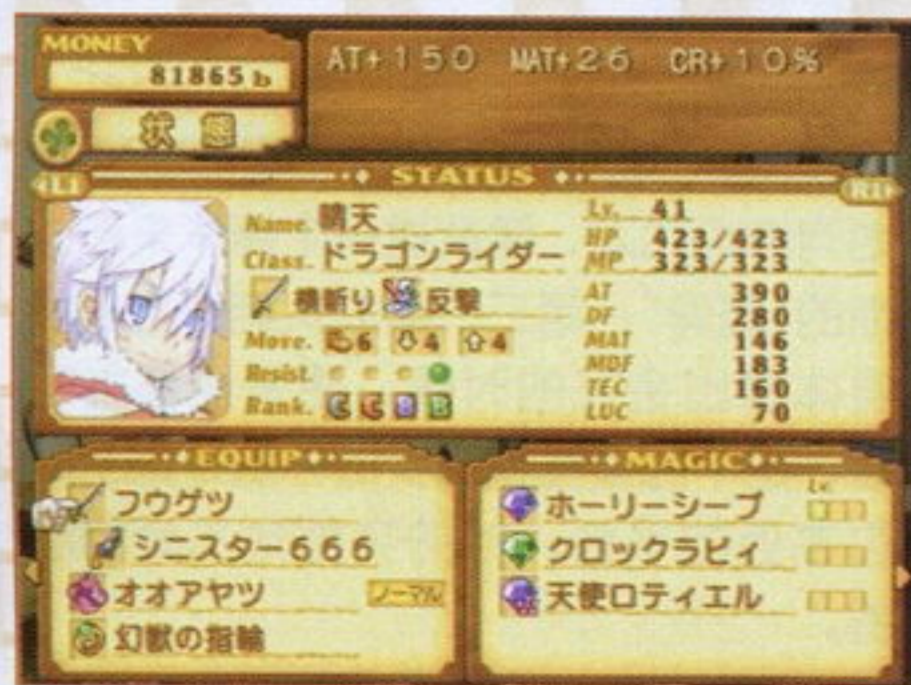 MONEY
81865 b
AT+150 MAT+26 CR+10%
状態
L1 STATUS R1
Name. 晴天
Class. ドラゴンライダー
横斬り 反撃
Move. 6 4 4
Resist.
Rank. C C B B
Lv. 41
HP 423/423
MP 323/323
AT 390
DF 280
MAT 146
MDF 183
TEC 160
LUC 70
EQUIP
フウゲツ
シニスター666
オオアヤツ ノーマル
幻獣の指輪
MAGIC
Lv.
ホーリーシープ
クロックラビィ
天使ロティエル